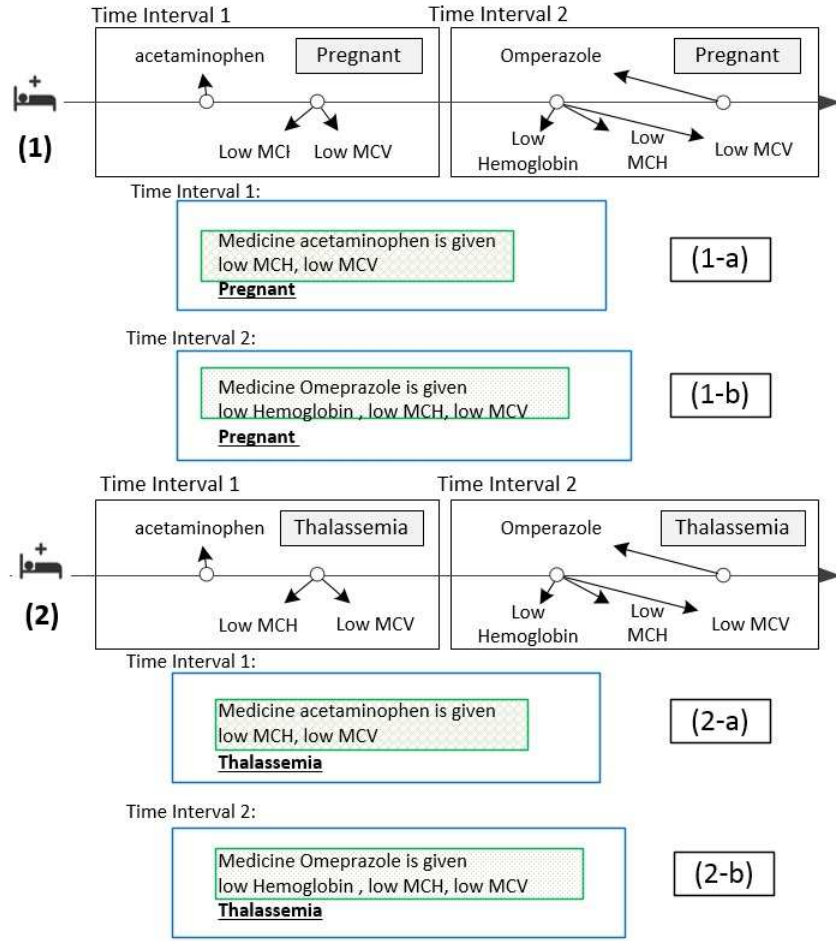 Time Interval 1
Time Interval 2
acetaminophen
Pregnant
Omperazole
Pregnant
+
(1)
Low MCH
Low MCV
Low
Hemoglobin
Low
MCH
Low MCV
Time Interval 1:
Medicine acetaminophen is given
low MCH, low MCV
Pregnant
(1-a)
Time Interval 2:
Medicine Omeprazole is given
low Hemoglobin , low MCH, low MCV
Pregnant
(1-b)
Time Interval 1
Time Interval 2
acetaminophen
Thalassemia
Omperazole
Thalassemia
+
(2)
Low MCH
Low MCV
Low
Hemoglobin
Low
MCH
Low MCV
Time Interval 1:
Medicine acetaminophen is given
low MCH, low MCV
Thalassemia
(2-a)
Time Interval 2:
Medicine Omeprazole is given
low Hemoglobin , low MCH, low MCV
Thalassemia
(2-b)